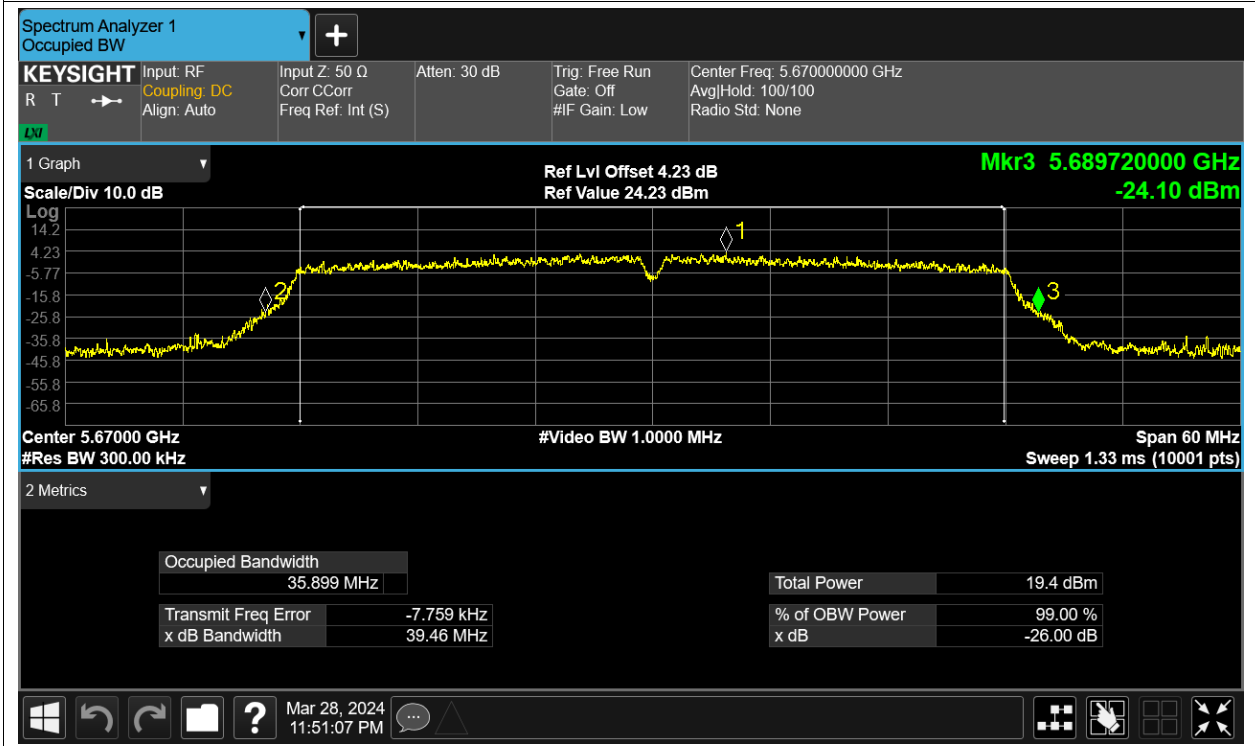 Spectrum Analyzer 1
Occupied BW
KEYSIGHT
R T
LXI
Input: RF
Coupling: DC
Align: Auto
Input Z: 50 Ω
Corr CCorr
Freq Ref: Int (S)
Atten: 30 dB
Trig: Free Run
Gate: Off
#IF Gain: Low
Center Freq: 5.670000000 GHz
Avg|Hold: 100/100
Radio Std: None
1 Graph
Scale/Div 10.0 dB
Ref Lvl Offset 4.23 dB
Ref Value 24.23 dBm
Mkr3 5.689720000 GHz
-24.10 dBm
Log
14.2
4.23
-5.77
-15.8
-25.8
-35.8
-45.8
-55.8
-65.8
1
2
3
Center 5.67000 GHz
#Video BW 1.0000 MHz
Span 60 MHz
#Res BW 300.00 kHz
Sweep 1.33 ms (10001 pts)
2 Metrics
Occupied Bandwidth
35.899 MHz
Total Power 19.4 dBm
Transmit Freq Error -7.759 kHz
% of OBW Power 99.00 %
x dB Bandwidth 39.46 MHz
x dB -26.00 dB
?
Mar 28, 2024
11:51:07 PM